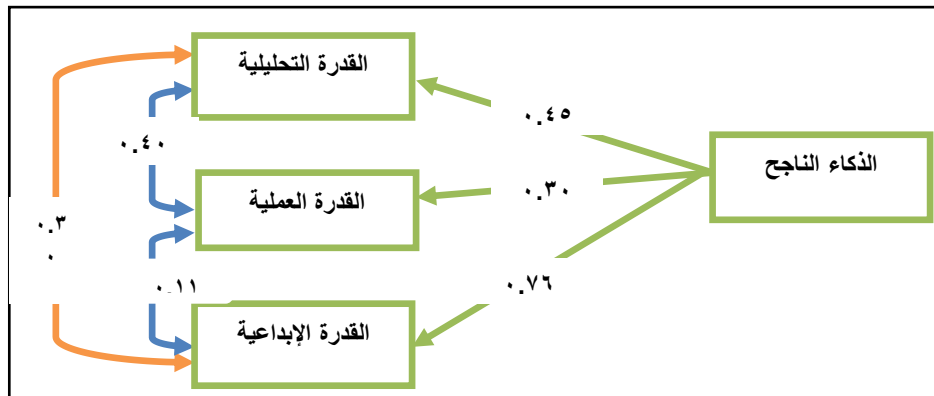 القدرة التحليلية
٠.٤٥
٠.٤٠
الذكاء الناجح
القدرة العملية
٠.٣٠
٠.٣
٠
٠.١١
٠.٧٦
القدرة الإبداعية